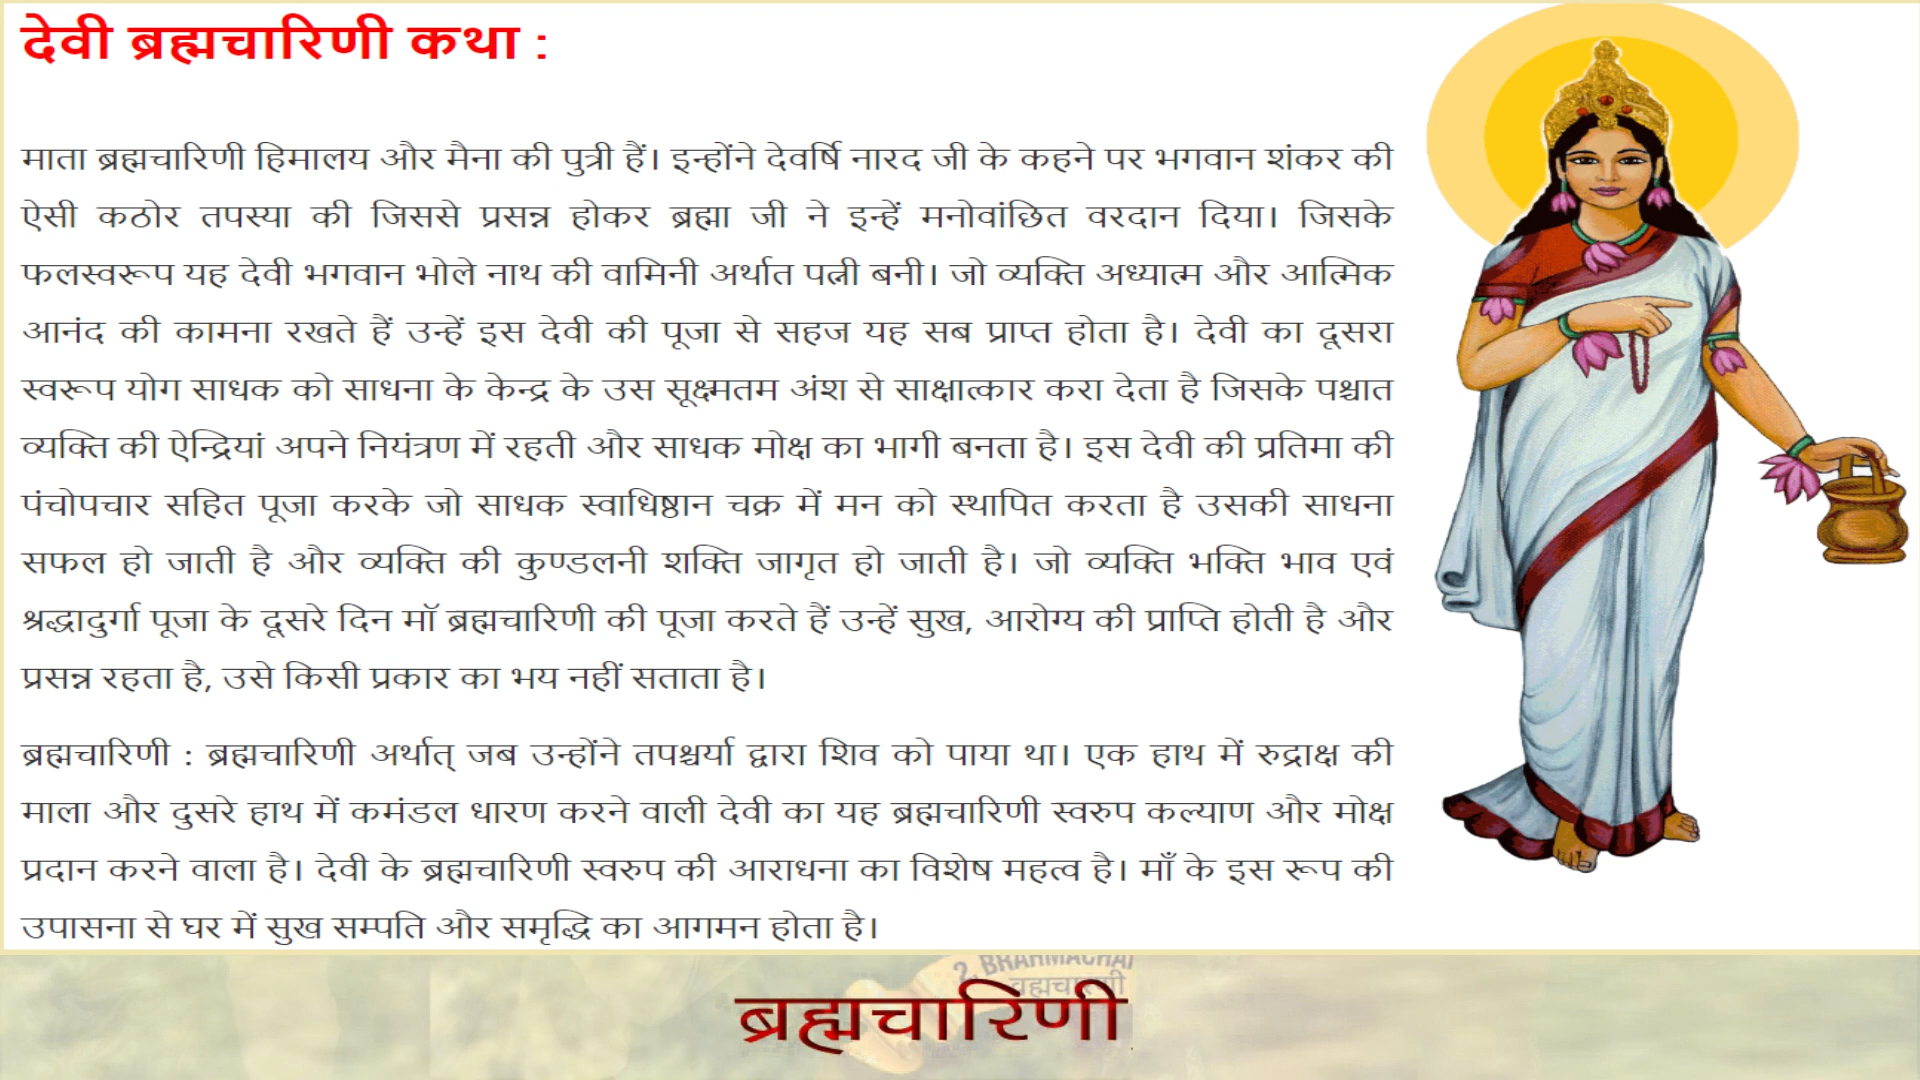 देवी ब्रह्मचारिणी कथा :
माता ब्रह्मचारिणी हिमालय और मैना की पुत्री हैं। इन्होंने देवर्षि नारद जी के कहने पर भगवान शंकर की
ऐसी कठोर तपस्या की जिससे प्रसन्न होकर ब्रह्मा जी ने इन्हें मनोवांछित वरदान दिया। जिसके
फलस्वरूप यह देवी भगवान भोले नाथ की वामिनी अर्थात पत्नी बनी। जो व्यक्ति अध्यात्म और आत्मिक
आनंद की कामना रखते हैं उन्हें इस देवी की पूजा से सहज यह सब प्राप्त होता है। देवी का दूसरा
स्वरूप योग साधक को साधना के केन्द्र के उस सूक्ष्मतम अंश से साक्षात्कार करा देता है जिसके पश्चात
व्यक्ति की ऐन्द्रियां अपने नियंत्रण में रहती और साधक मोक्ष का भागी बनता है। इस देवी की प्रतिमा की
पंचोपचार सहित पूजा करके जो साधक स्वाधिष्ठान चक्र में मन को स्थापित करता है उसकी साधना
सफल हो जाती है और व्यक्ति की कुण्डलनी शक्ति जागृत हो जाती है। जो व्यक्ति भक्ति भाव एवं
श्रद्धादुर्गा पूजा के दूसरे दिन मॉ ब्रह्मचारिणी की पूजा करते हैं उन्हें सुख, आरोग्य की प्राप्ति होती है और
प्रसन्न रहता है, उसे किसी प्रकार का भय नहीं सताता है।
ब्रह्मचारिणी : ब्रह्मचारिणी अर्थात् जब उन्होंने तपश्चर्या द्वारा शिव को पाया था। एक हाथ में रुद्राक्ष की
माला और दुसरे हाथ में कमंडल धारण करने वाली देवी का यह ब्रह्मचारिणी स्वरुप कल्याण और मोक्ष
प्रदान करने वाला है। देवी के ब्रह्मचारिणी स्वरुप की आराधना का विशेष महत्व है। माँ के इस रूप की
उपासना से घर में सुख सम्पति और समृद्धि का आगमन होता है।
2. BRAHMACHAI
ब्रह्मचारिणी